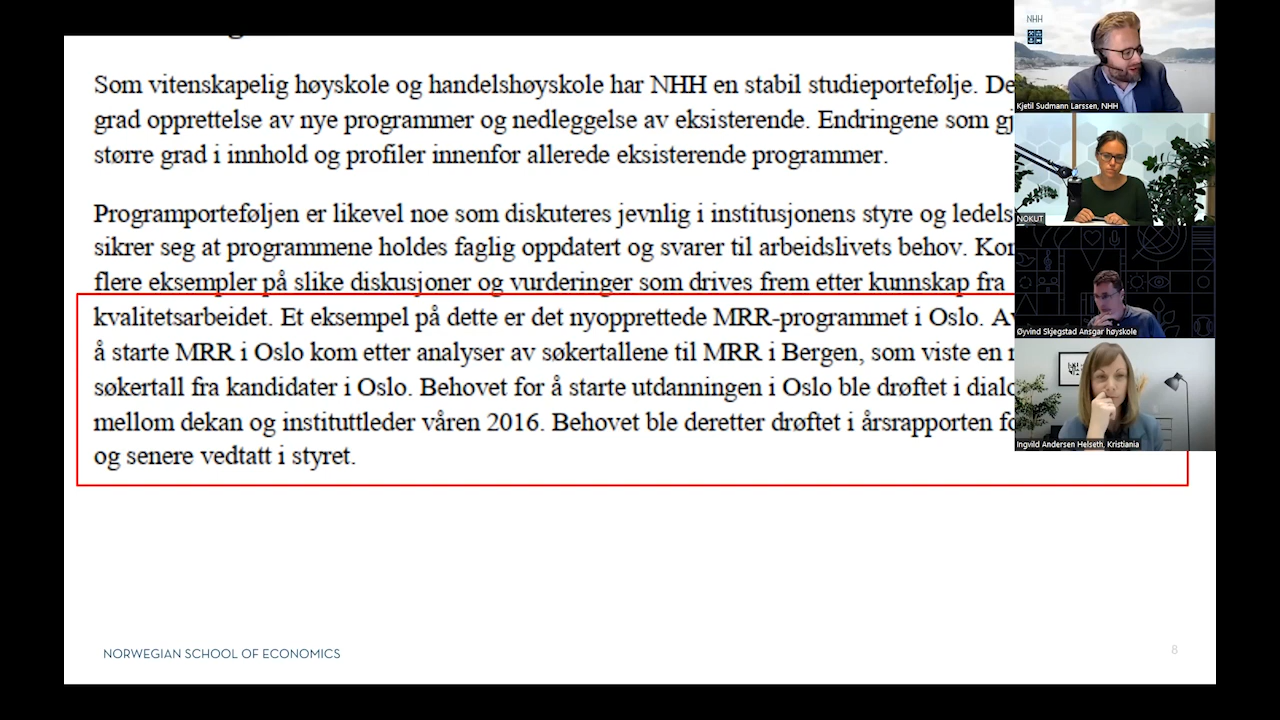 Som vitenskapelig høyskole og handelshøyskole har NHH en stabil studieportefølje.
grad opprettelse av nye programmer og nedleggelse av eksisterende. Endringene som
større grad i innhold og profiler innenfor allerede eksisterende programmer.
Programporteføljen er likevel noe som diskuteres jevnlig i institusjonens styre og
sikrer seg at programmene holdes faglig oppdatert og svarer til arbeidslivets behov.
flere eksempler på slike diskusjoner og vurderinger som drives frem etter kunnskap fra
kvalitetsarbeidet. Et eksempel på dette er det nyopprettede MRR-programmet i Oslo.
å starte MRR i Oslo kom etter analyser av søkertallene til MRR i Bergen, som viste en
søkertall fra kandidater i Oslo. Behovet for å starte utdanningen i Oslo ble drøftet i
mellom dekan og instituttleder våren 2016. Behovet ble deretter drøftet i årsrapporten
og senere vedtatt i styret.
NORWEGIAN SCHOOL OF ECONOMICS
8
NHH
Kjetil Sudmann Larssen, NHH
NOKUT
Øyvind Skjegstad Ansgar høyskole
Ingvild Andersen Helseth, Kristiania